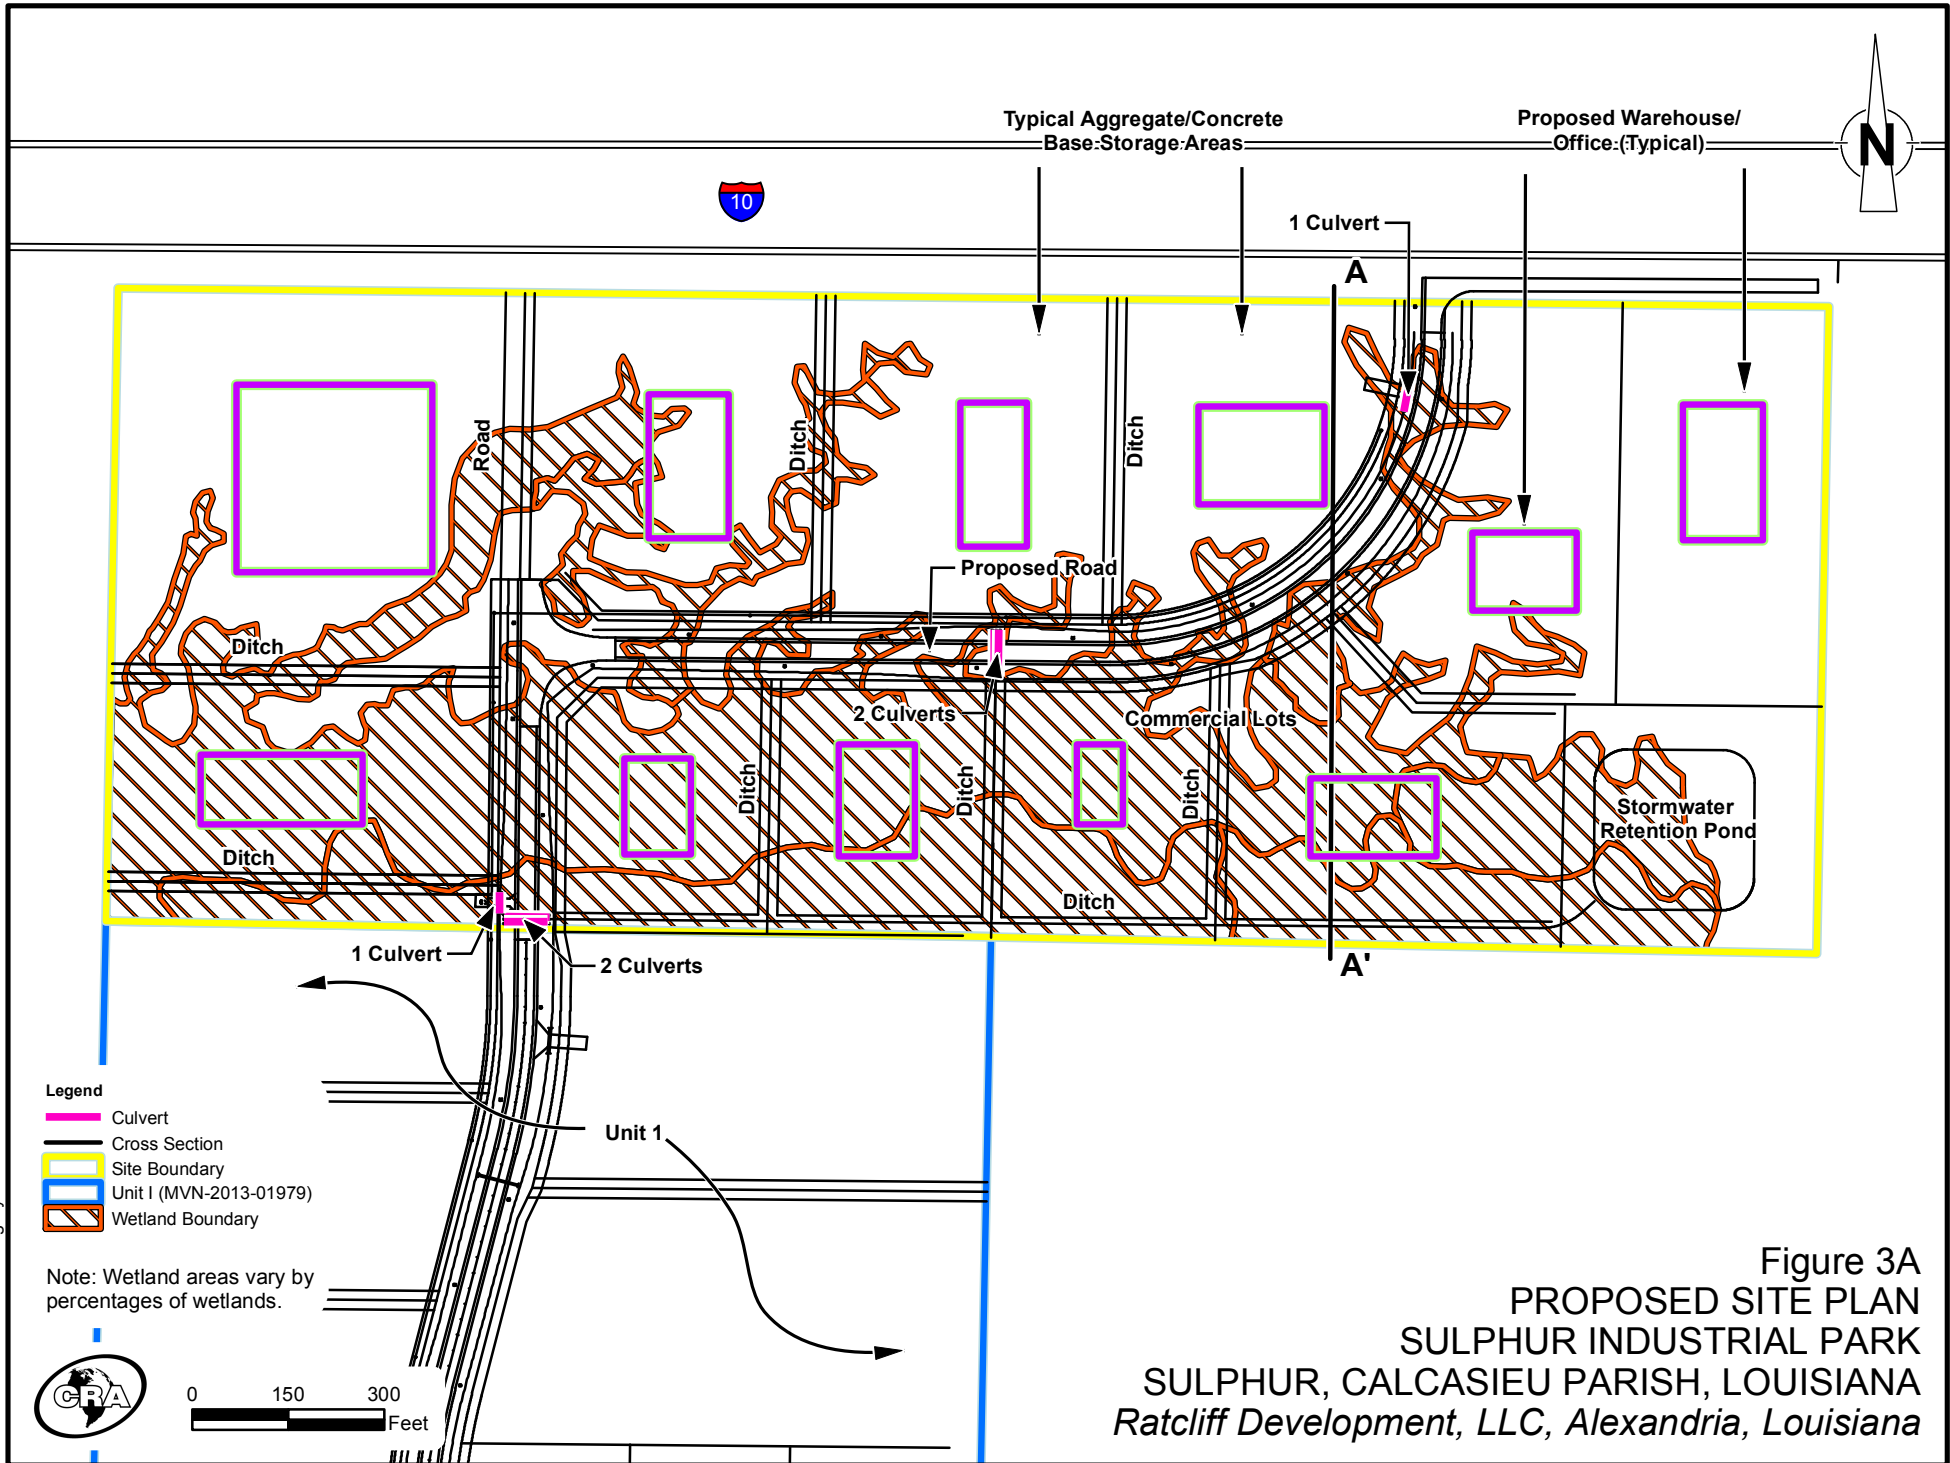 Typical Aggregate/Concrete
Base Storage Areas
Proposed Warehouse/
Office (Typical)
N
10
1 Culvert
A
Road
Ditch
Ditch
Proposed Road
Ditch
2 Culverts
Commercial Lots
Ditch
Ditch
Ditch
Stormwater
Retention Pond
Ditch
Ditch
1 Culvert
2 Culverts
A'
Unit 1
Legend
Culvert
Cross Section
Site Boundary
Unit I (MVN-2013-01979)
Wetland Boundary
Note: Wetland areas vary by
percentages of wetlands.
CRA
0 150 300
Feet
Figure 3A
PROPOSED SITE PLAN
SULPHUR INDUSTRIAL PARK
SULPHUR, CALCASIEU PARISH, LOUISIANA
Ratcliff Development, LLC, Alexandria, Louisiana